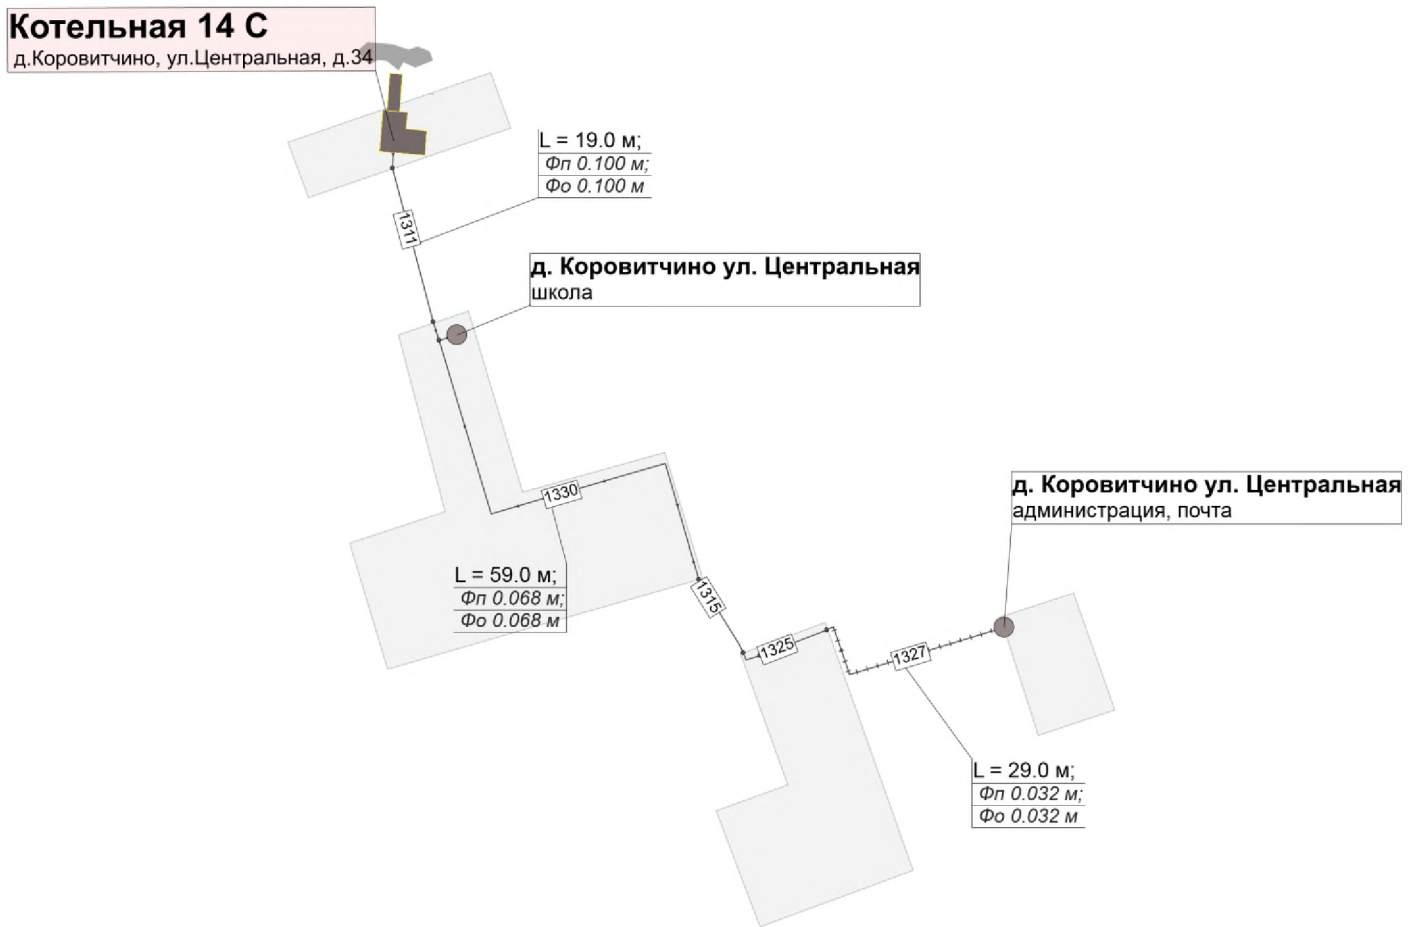 Котельная 14 С
д.Коровитчино, ул.Центральная, д.34
L = 19.0 м;
Фп 0.100 м;
Фо 0.100 м
1311
д. Коровитчино ул. Центральная
школа
1330
д. Коровитчино ул. Центральная
администрация, почта
L = 59.0 м;
Фп 0.068 м;
Фо 0.068 м
1315
1325
1327
L = 29.0 м;
Фп 0.032 м;
Фо 0.032 м